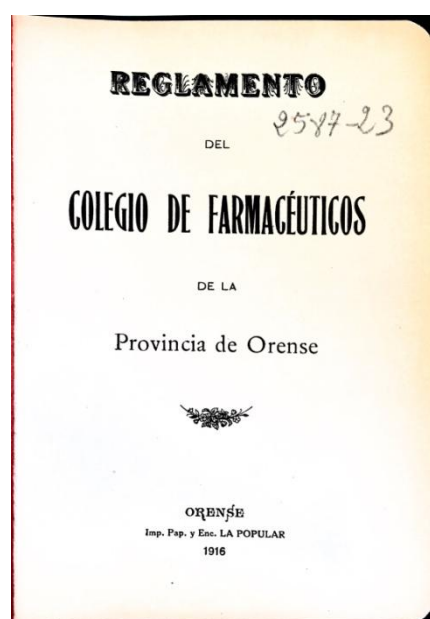 REGLAMENTO
2587-23
DEL
COLEGIO DE FARMACÉUTICOS
DE LA
Provincia de Orense
ORENSE
Imp. Pap. y Enc. LA POPULAR
1916